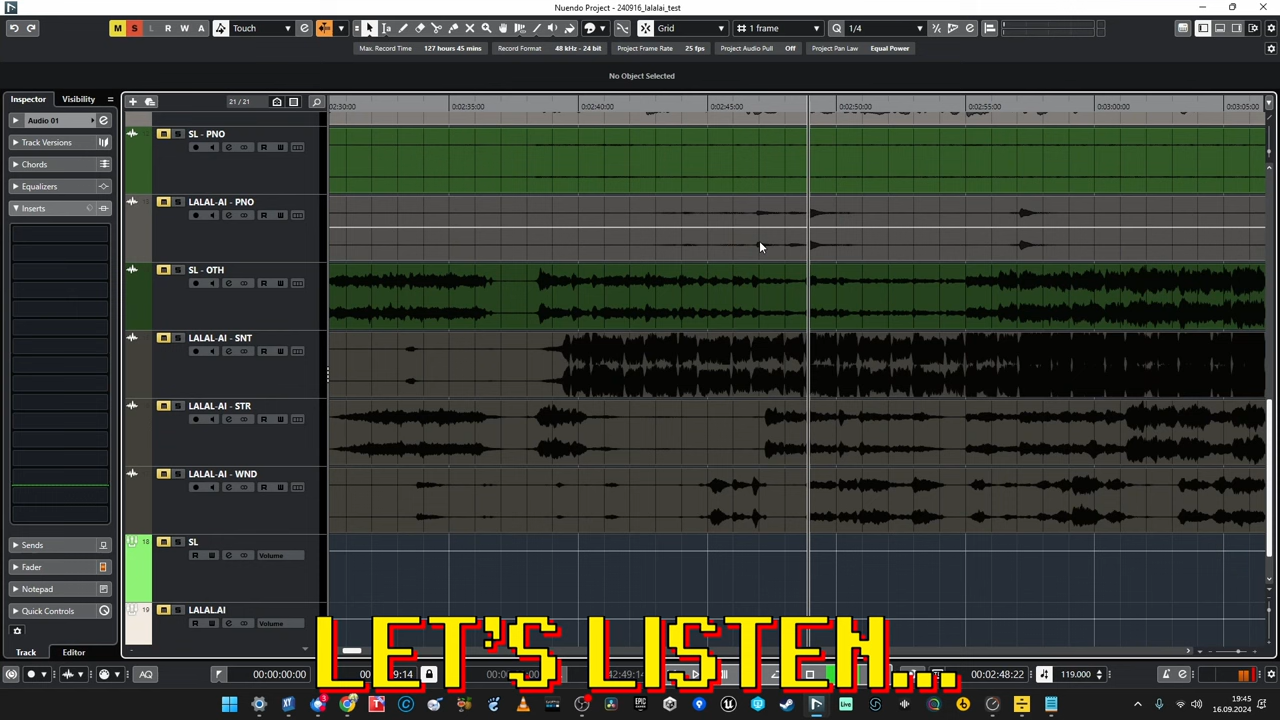 Nuendo Project - 240916_lalalai_test
M S L R W A Touch Grid 1 frame Q 1/4
Max. Record Time 127 hours 45 mins Record Format 48 kHz - 24 bit Project Frame Rate 25 fps Project Audio Pull Off Project Pan Law Equal Power
No Object Selected
Inspector Visibility
21 / 21
0:02:35:00 0:02:40:00 0:02:45:00 0:02:50:00 0:02:55:00 0:03:00:00 0:03:05:00
Audio 01
Track Versions
Chords
Equalizers
Inserts
Sends
Fader
Notepad
Quick Controls
Track Editor
m S SL - PNO
R W
m S LALAL-AI - PNO
R W
m S SL - OTH
R W
m S LALAL-AI - SNT
R W
m S LALAL-AI - STR
R W
m S LALAL-AI - WND
R W
18 SL
R W Volume
19 LALAL.AI
R W Volume
LET'S LISTEN...
AQ 00:00:00:00 00:02:48:22 119.000
Live
19:45
16.09.2024